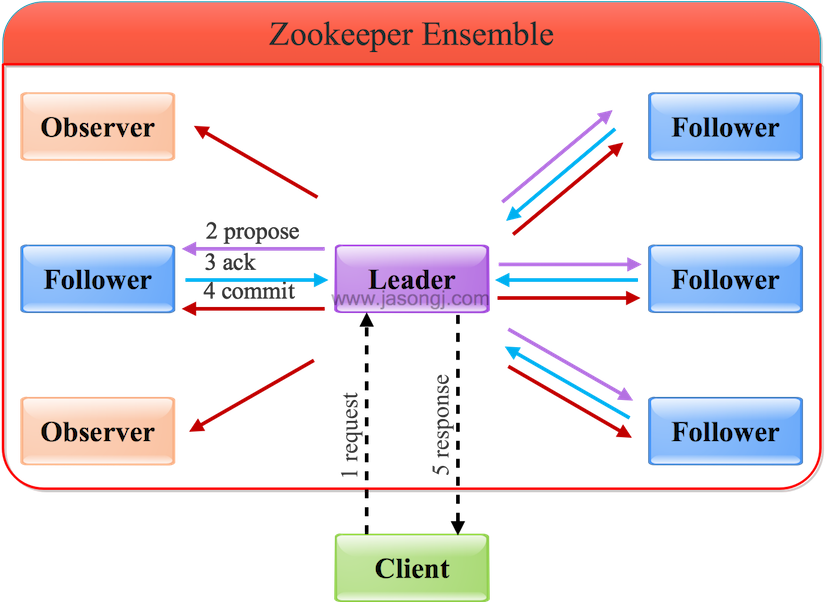 Zookeeper Ensemble
Observer
Follower
2 propose
3 ack
4 commit
Follower
Leader
www.jasongj.com
Follower
Observer
1 request
5 response
Follower
Client